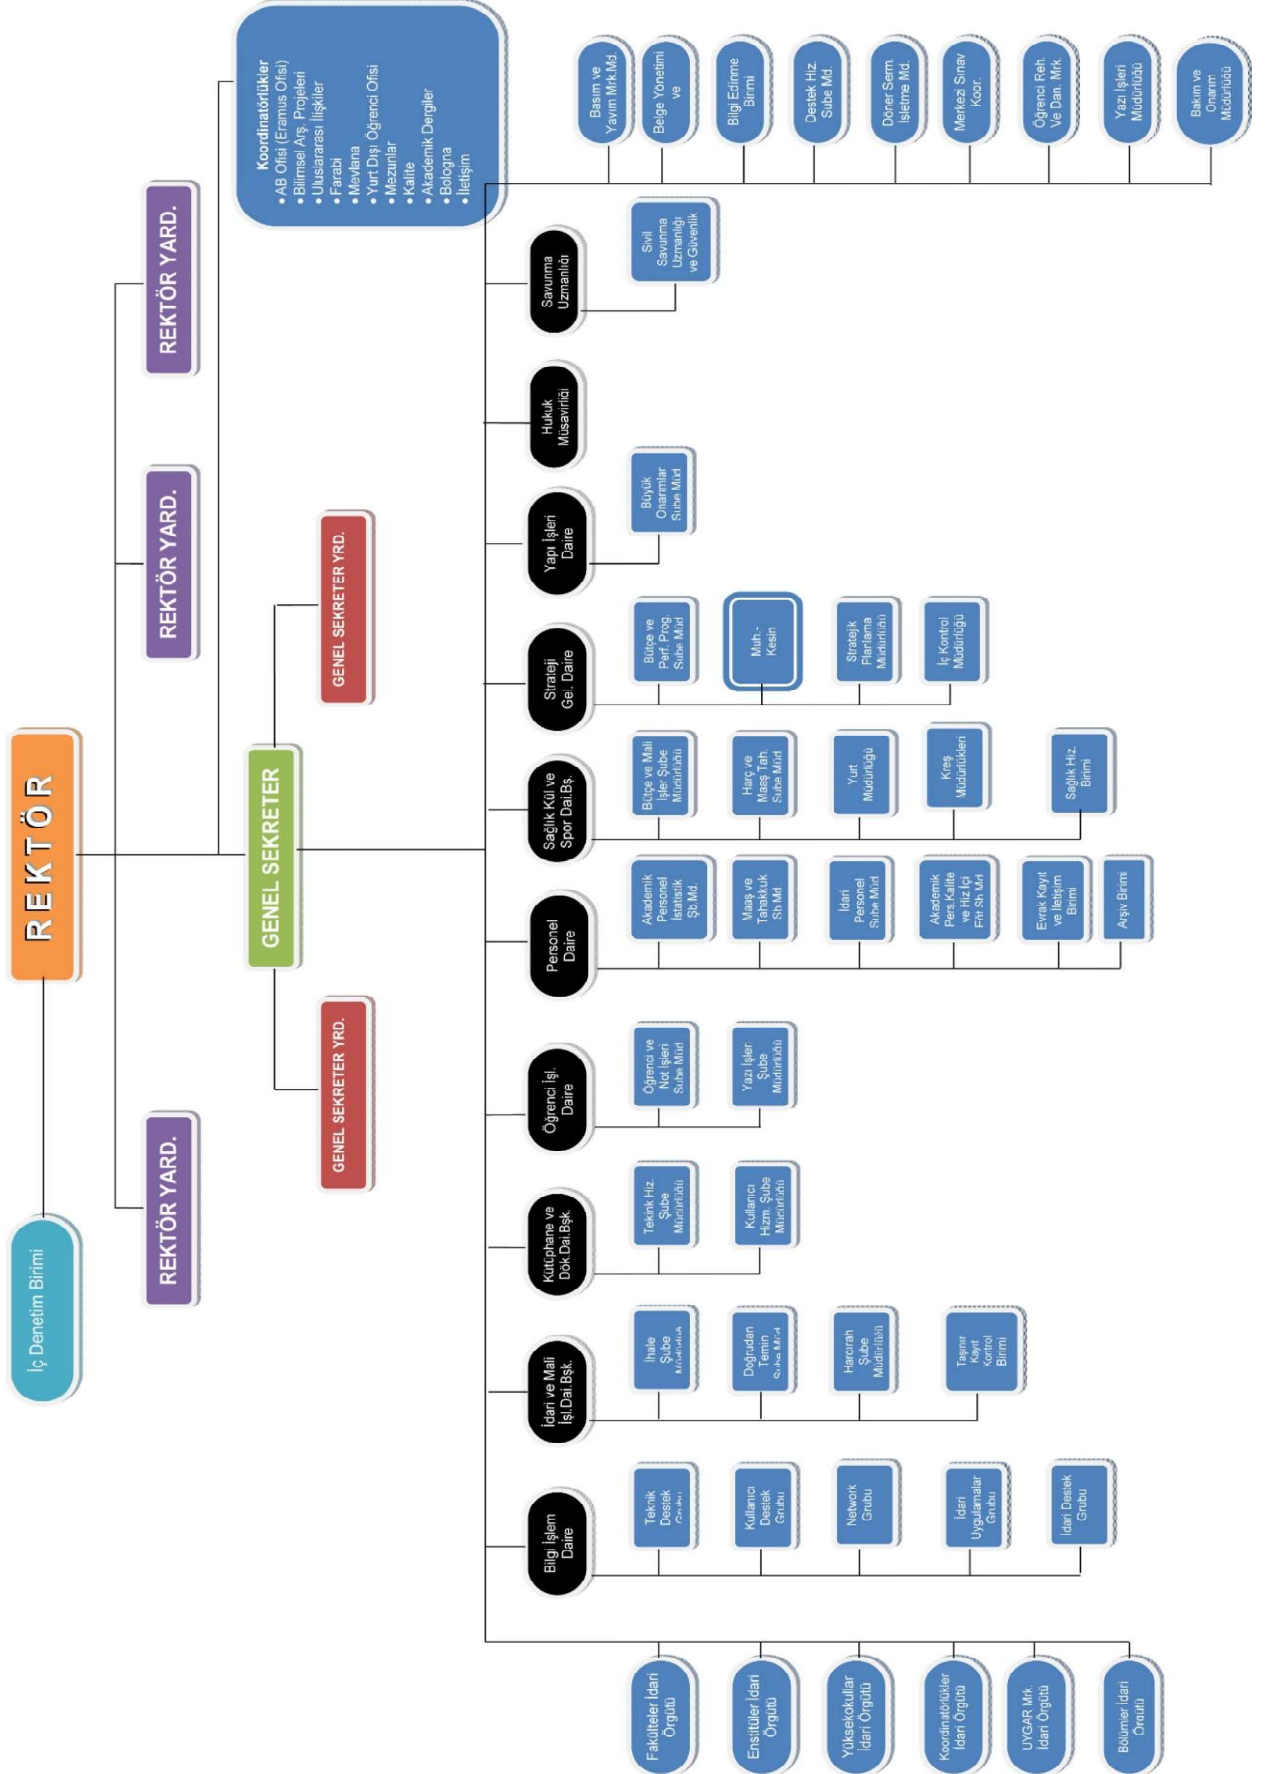 İç Denetim Birimi
REKTÖR
REKTÖR YARD.
REKTÖR YARD.
REKTÖR YARD.
Koordinatörlükler
• AB Ofisi (Eramus Ofisi)
• Bilimsel Arş. Projeleri
• Uluslararası İlişkiler
• Farabi
• Mevlana
• Yurt Dışı Öğrenci Ofisi
• Mezunlar
• Kalite
• Akademik Dergiler
• Bologna
• İletişim
GENEL SEKRETER
GENEL SEKRETER YRD.
GENEL SEKRETER YRD.
Fakülteler İdari
Örgütü
Enstitüler İdari
Örgütü
Yüksekokullar
İdari Örgütü
Koordinatörlükler
İdari Örgütü
UYGAR Mrk.
İdari Örgütü
Bölümler İdari
Örgütü
Bilgi İşlem
Daire
Teknik
Destek
Grubu
Kullanıcı
Destek
Grubu
Network
Grubu
İdari
Uygulamalar
Grubu
İdari Destek
Grubu
İdari ve Mali
İşl.Dai.Bşk.
İhale
Şube
Müdürlüğü
Doğrudan
Temin
Şube Müd
Harcırah
Şube
Müdürlüğü
Taşınır
Kayıt
Kontrol
Birimi
Kütüphane ve
Dök.Dai.Bşk.
Tekink Hiz.
Şube
Müdürlüğü
Kullanıcı
Hizm. Şube
Müdürlüğü
Öğrenci İşl.
Daire
Öğrenci ve
Not İşleri
Şube Müd
Yazı İşler
Şube
Müdürlüğü
Personel
Daire
Akademik
Personel
İstatistik
Şb.Md.
Maaş ve
Tahakkuk
Şb.Md.
İdari
Personel
Şube Müd
Akademik
Pers.Kalite
ve Hiz İçi
Eğt.Şb.Md
Evrak Kayıt
ve İletişim
Birimi
Arşiv Birimi
Sağlık Kül ve
Spor Dai.Bş.
Bütçe ve Mali
İşler Şube
Müdürlüğü
Harç ve
Maaş Tah.
Şube Müd
Yurt
Müdürlüğü
Kreş
Müdürlükleri
Sağlık Hiz.
Birimi
Strateji
Gel. Daire
Bütçe ve
Perf. Prog.
Şube Müd
Muh.-
Kesin
Stratejk
Planlama
Müdürlüğü
İç Kontrol
Müdürlüğü
Yapı İşleri
Daire
Büyük
Onarımlar
Şube Müd
Hukuk
Müşavirliği
Savunma
Uzmanlığı
Sivil
Savunma
Uzmanlığı
ve Güvenlik
Basım ve
Yayım Mrk.Md.
Belge Yönetimi
ve
Bilgi Edinme
Birimi
Destek Hiz.
Şube Md.
Döner Serm.
İşletme Md.
Merkezi Sınav
Koor.
Öğrenci Reh.
Ve Dan. Mrk.
Yazı İşleri
Müdürlüğü
Bakım ve
Onarım
Müdürlüğü